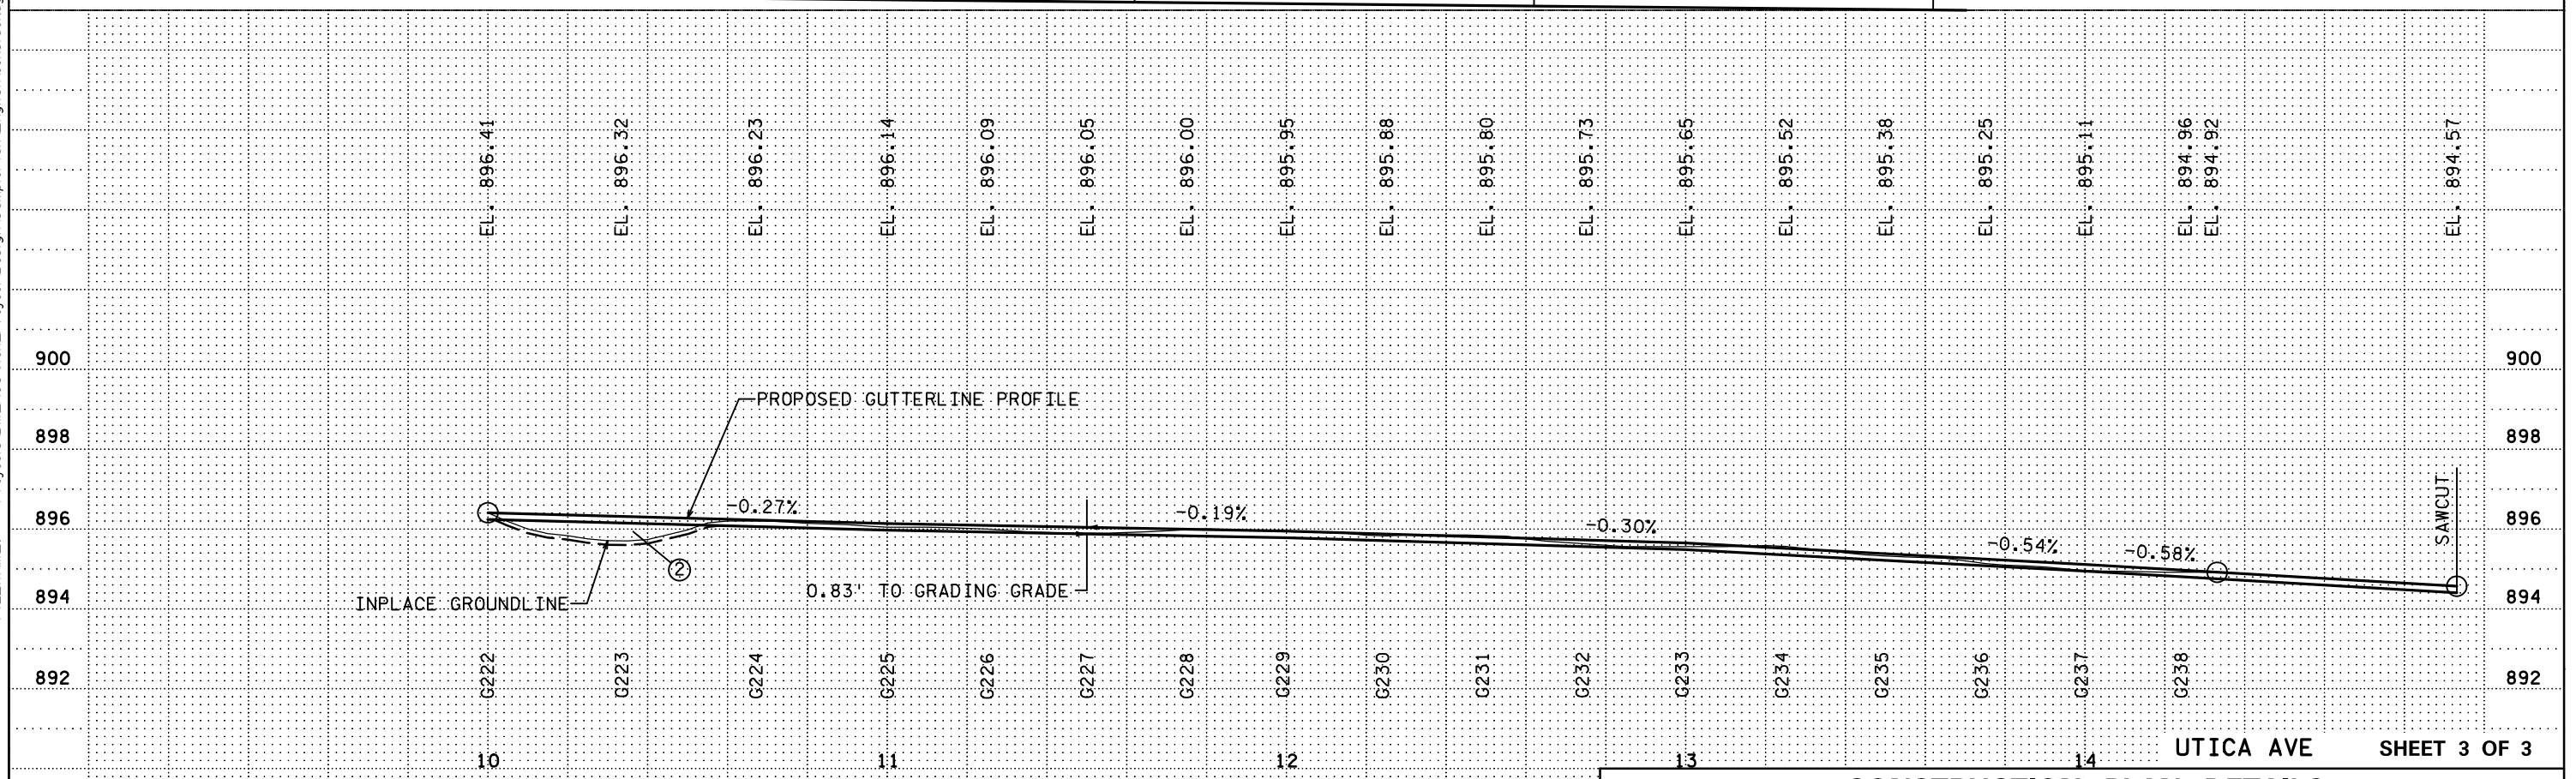 EL. 896.41
EL. 896.32
EL. 896.23
EL. 896.14
EL. 896.09
EL. 896.05
EL. 896.00
EL. 895.95
EL. 895.88
EL. 895.80
EL. 895.73
EL. 895.65
EL. 895.52
EL. 895.38
EL. 895.25
EL. 895.11
EL. 894.96
EL. 894.92
EL. 894.57
900
900
PROPOSED GUTTERLINE PROFILE
898
898
SAWCUT
896
-0.27%
-0.19%
-0.30%
-0.54%
-0.58%
896
2
894
INPLACE GROUNDLINE
0.83' TO GRADING GRADE
894
892
G222
G223
G224
G225
G226
G227
G228
G229
G230
G231
G232
G233
G234
G235
G236
G237
G238
892
10
11
12
13
14
UTICA AVE
SHEET 3 OF 3